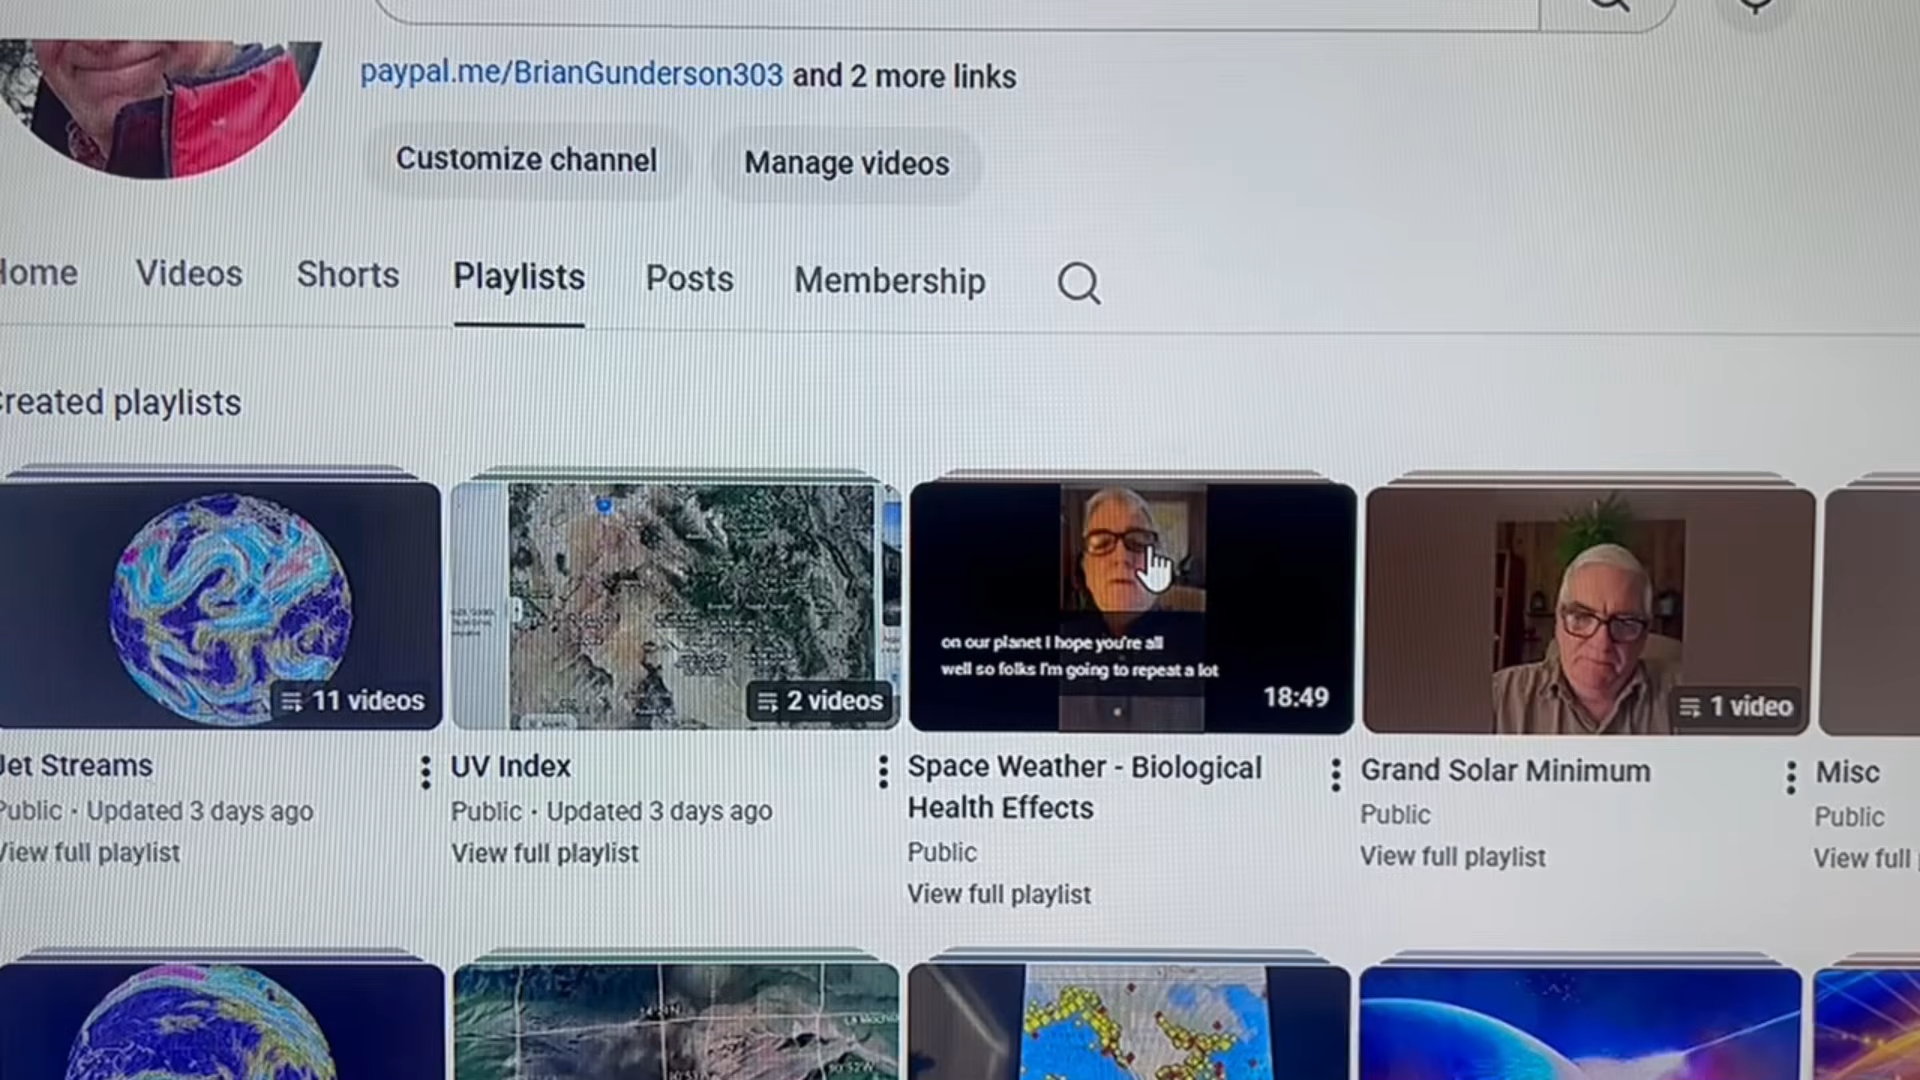 paypal.me/BrianGunderson303 and 2 more links
Customize channel
Manage videos
Home Videos Shorts Playlists Posts Membership
Created playlists
11 videos
2 videos
on our planet I hope you're all
well so folks I'm going to repeat a lot
18:49
1 video
Jet Streams
Public • Updated 3 days ago
View full playlist
UV Index
Public • Updated 3 days ago
View full playlist
Space Weather - Biological
Health Effects
Public
View full playlist
Grand Solar Minimum
Public
View full playlist
Misc
Public
View full